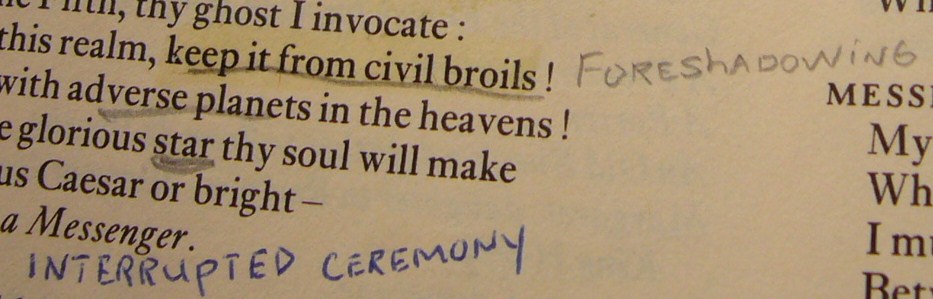 thy ghost I invocate :
this realm, keep it from civil broils ! FORESHADOWING
with adverse planets in the heavens !
glorious star thy soul will make
Caesar or bright –
a Messenger.
INTERRUPTED CEREMONY
MESS
My
Wh
I m